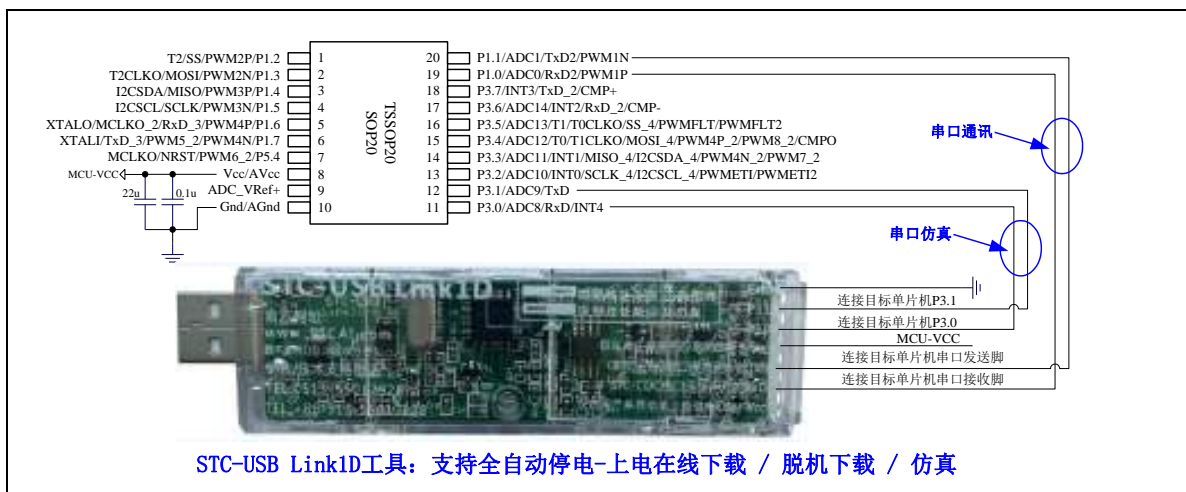 T2/SS/PWM2P/P1.2 1
T2CLKO/MOSI/PWM2N/P1.3 2
I2CSDA/MISO/PWM3P/P1.4 3
I2CSCL/SCLK/PWM3N/P1.5 4
XTALO/MCLKO_2/RxD_3/PWM4P/P1.6 5
XTALI/TxD_3/PWM5_2/PWM4N/P1.7 6
MCLKO/NRST/PWM6_2/P5.4 7
MCU-VCC Vcc/AVcc 8
ADC_VRef+ 9
Gnd/AGnd 10
22u 0.1u
TSSOP20
SOP20
20 P1.1/ADC1/TxD2/PWM1N
19 P1.0/ADC0/RxD2/PWM1P
18 P3.7/INT3/TxD_2/CMP+
17 P3.6/ADC14/INT2/RxD_2/CMP-
16 P3.5/ADC13/T1/T0CLKO/SS_4/PWMFLT/PWMFLT2
15 P3.4/ADC12/T0/T1CLKO/MOSI_4/PWM4P_2/PWM8_2/CMPO
14 P3.3/ADC11/INT1/MISO_4/I2CSDA_4/PWM4N_2/PWM7_2
13 P3.2/ADC10/INT0/SCLK_4/I2CSCL_4/PWMETI/PWMETI2
12 P3.1/ADC9/TxD
11 P3.0/ADC8/RxD/INT4
串口通讯
串口仿真
STC-USB Link1D
连接目标单片机P3.1
连接目标单片机P3.0
MCU-VCC
连接目标单片机串口发送脚
连接目标单片机串口接收脚
STC-USB Link1D工具：支持全自动停电-上电在线下载 / 脱机下载 / 仿真